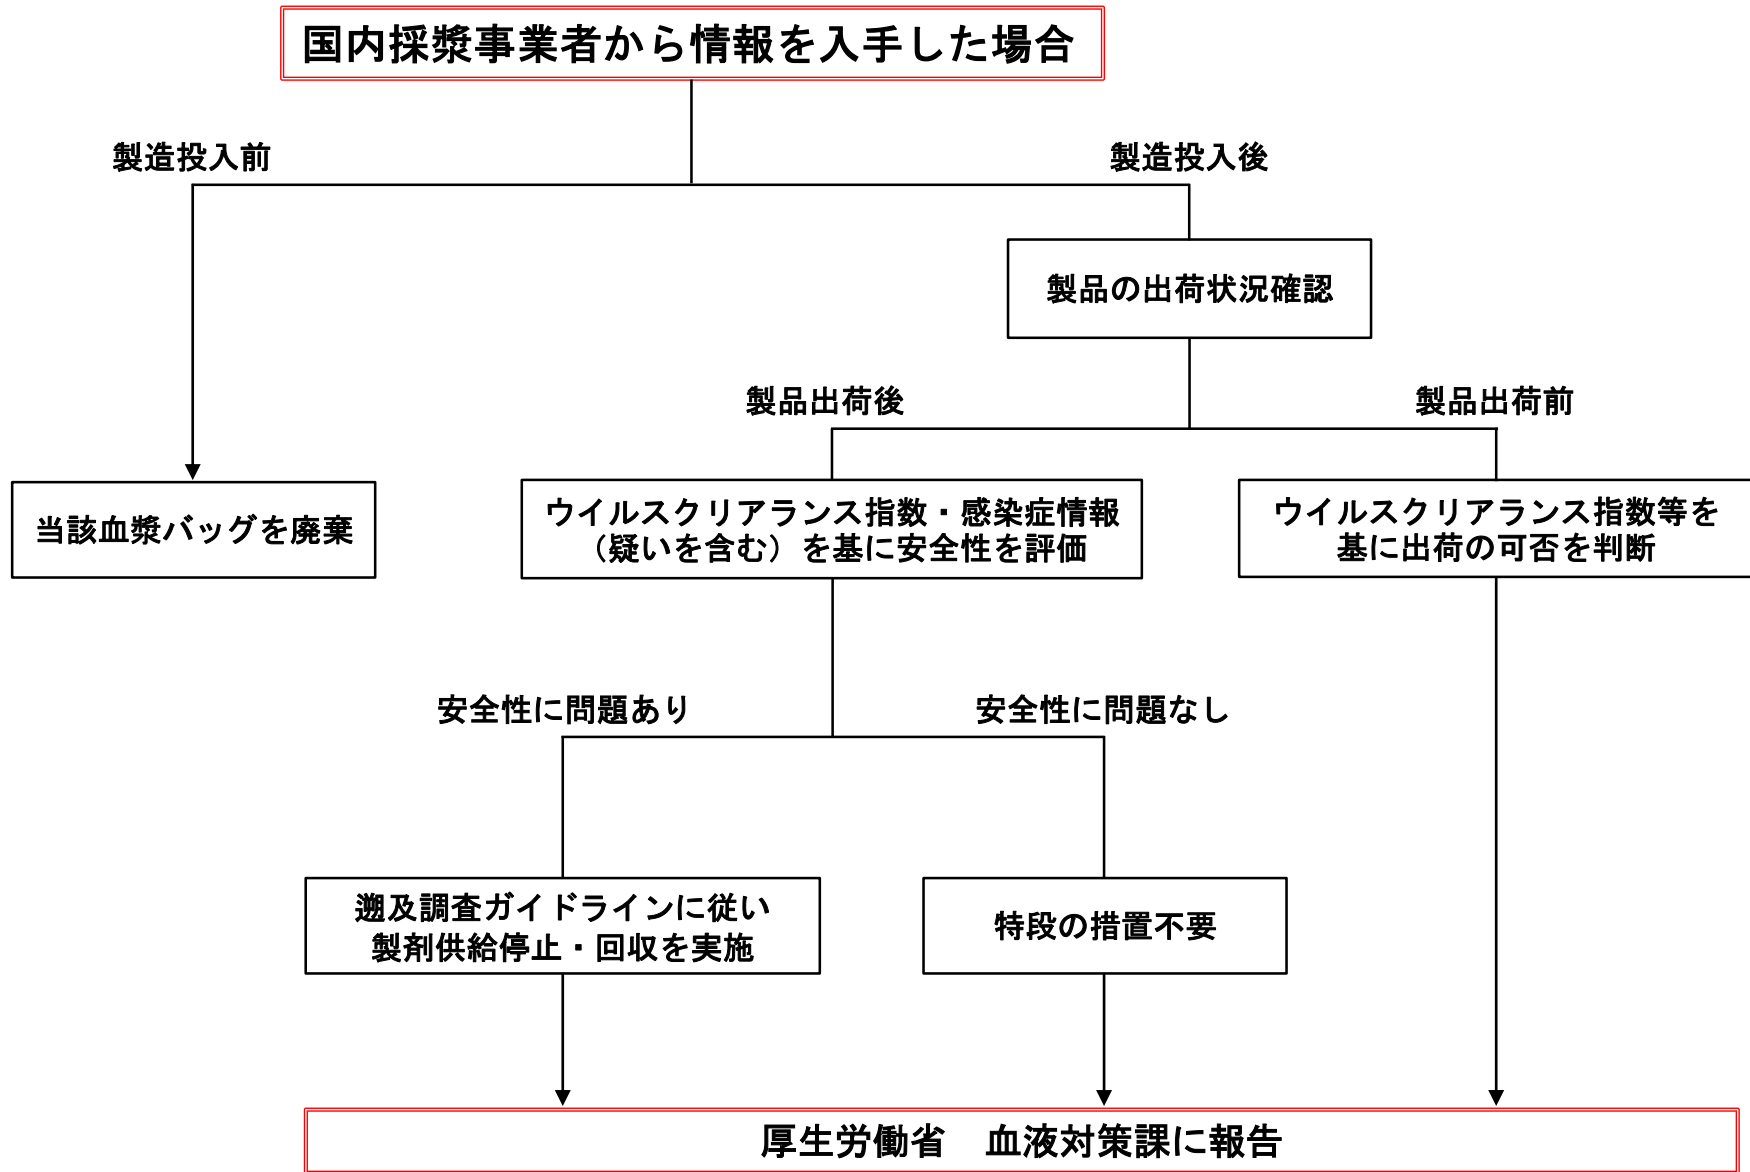 国内採漿事業者から情報を入手した場合
製造投入前
製造投入後
製品の出荷状況確認
製品出荷後
製品出荷前
当該血漿バッグを廃棄
ウイルスクリアランス指数・感染症情報
（疑いを含む）を基に安全性を評価
ウイルスクリアランス指数等を
基に出荷の可否を判断
安全性に問題あり
安全性に問題なし
遡及調査ガイドラインに従い
製剤供給停止・回収を実施
特段の措置不要
厚生労働省　血液対策課に報告